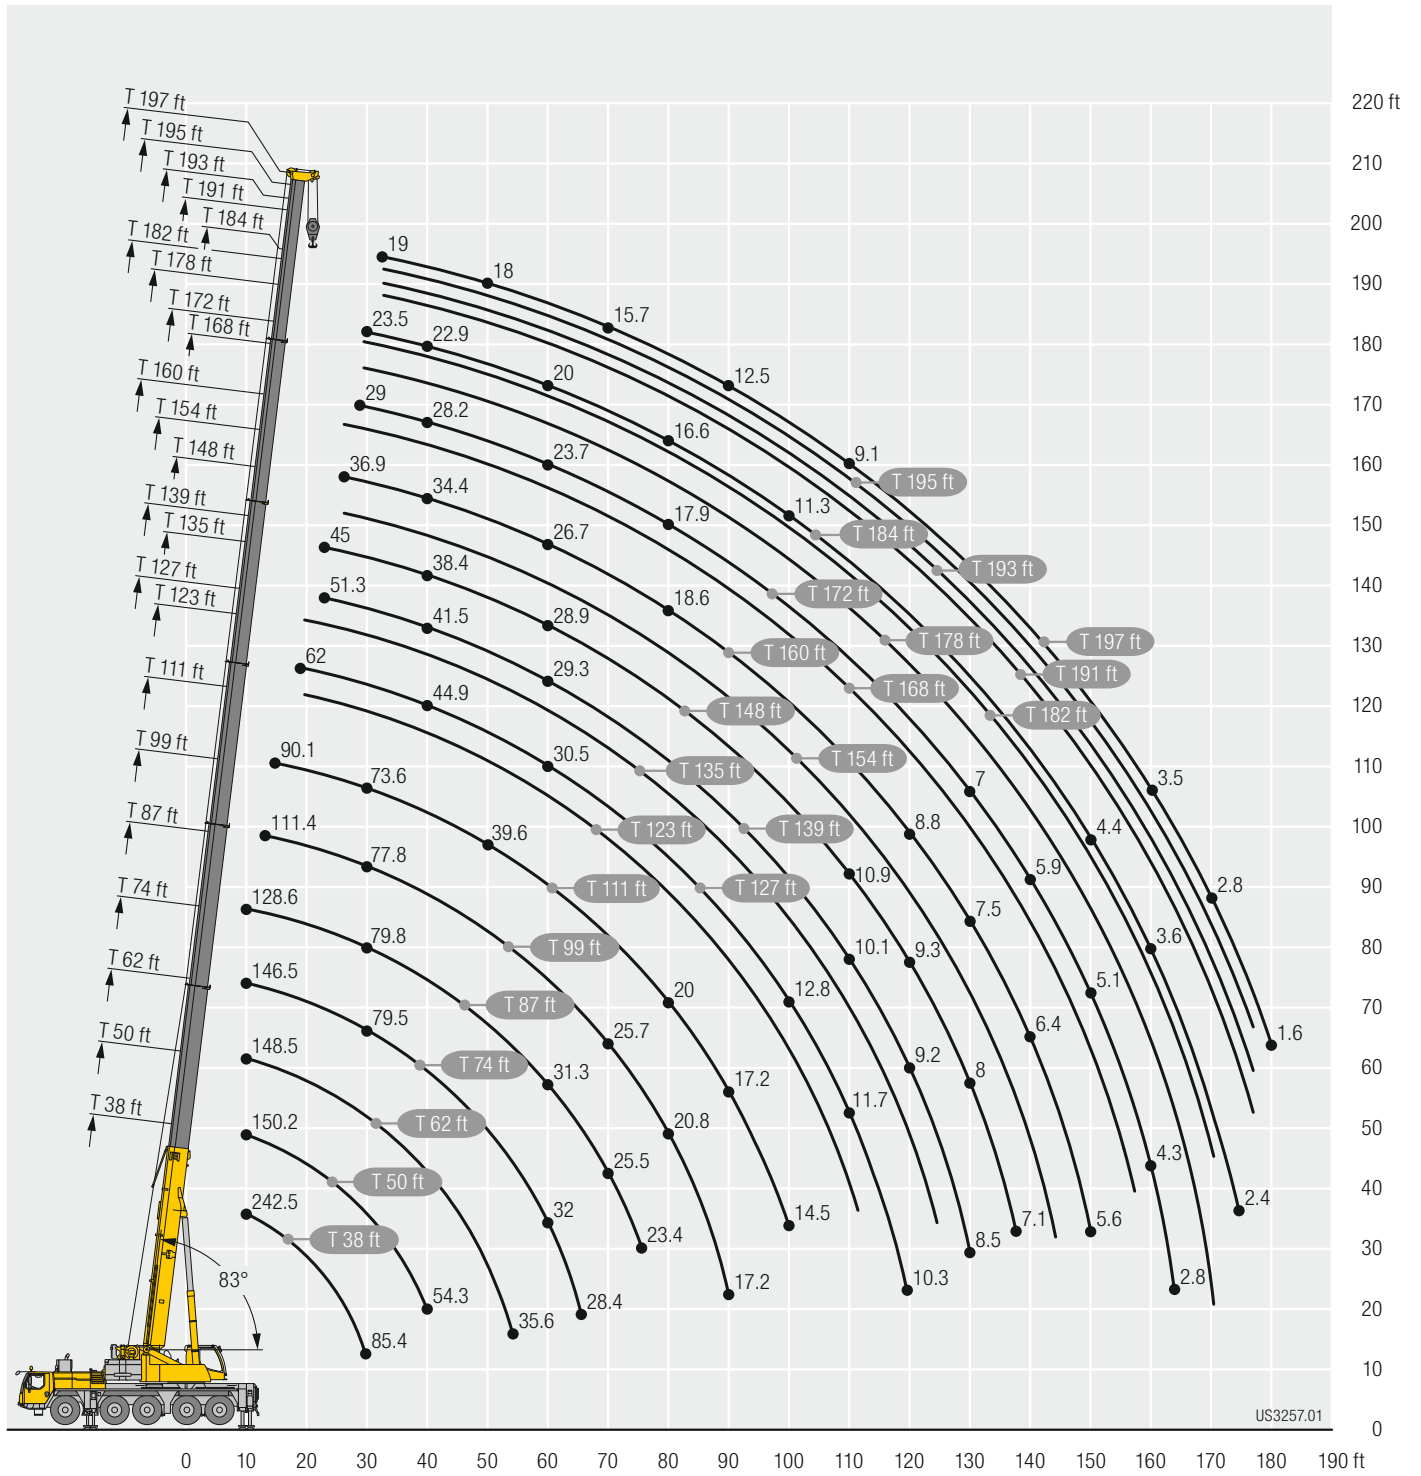 T 197 ft
220 ft
T 195 ft
T 193 ft
210
T 191 ft
T 184 ft
200
T 182 ft
19
T 178 ft
18
190
T 172 ft
15.7
T 168 ft
23.5
22.9
180
T 160 ft
20
12.5
29
170
T 154 ft
28.2
16.6
T 148 ft
23.7
9.1
160
36.9
T 195 ft
T 139 ft
34.4
17.9
11.3
150
T 135 ft
45
26.7
T 184 ft
T 127 ft
38.4
T 193 ft
140
51.3
T 172 ft
T 123 ft
41.5
28.9
18.6
T 178 ft
T 197 ft
130
62
29.3
T 160 ft
T 111 ft
T 168 ft
T 191 ft
44.9
T 148 ft
T 182 ft
120
T 99 ft
90.1
30.5
T 135 ft
T 154 ft
110
73.6
7
3.5
T 87 ft
111.4
39.6
T 123 ft
T 139 ft
8.8
4.4
100
77.8
10.9
5.9
T 74 ft
128.6
T 111 ft
T 127 ft
2.8
90
79.8
7.5
T 62 ft
T 99 ft
10.1
9.3
3.6
80
146.5
79.5
T 87 ft
20
12.8
5.1
70
T 50 ft
148.5
T 74 ft
25.7
6.4
1.6
31.3
17.2
9.2
8
60
T 38 ft
150.2
T 62 ft
20.8
11.7
50
25.5
4.3
T 50 ft
242.5
32
14.5
7.1
5.6
2.4
40
T 38 ft
23.4
8.5
30
83°
54.3
28.4
17.2
10.3
2.8
20
85.4
35.6
10
US3257.01
0
0 10 20 30 40 50 60 70 80 90 100 110 120 130 140 150 160 170 180 190 ft